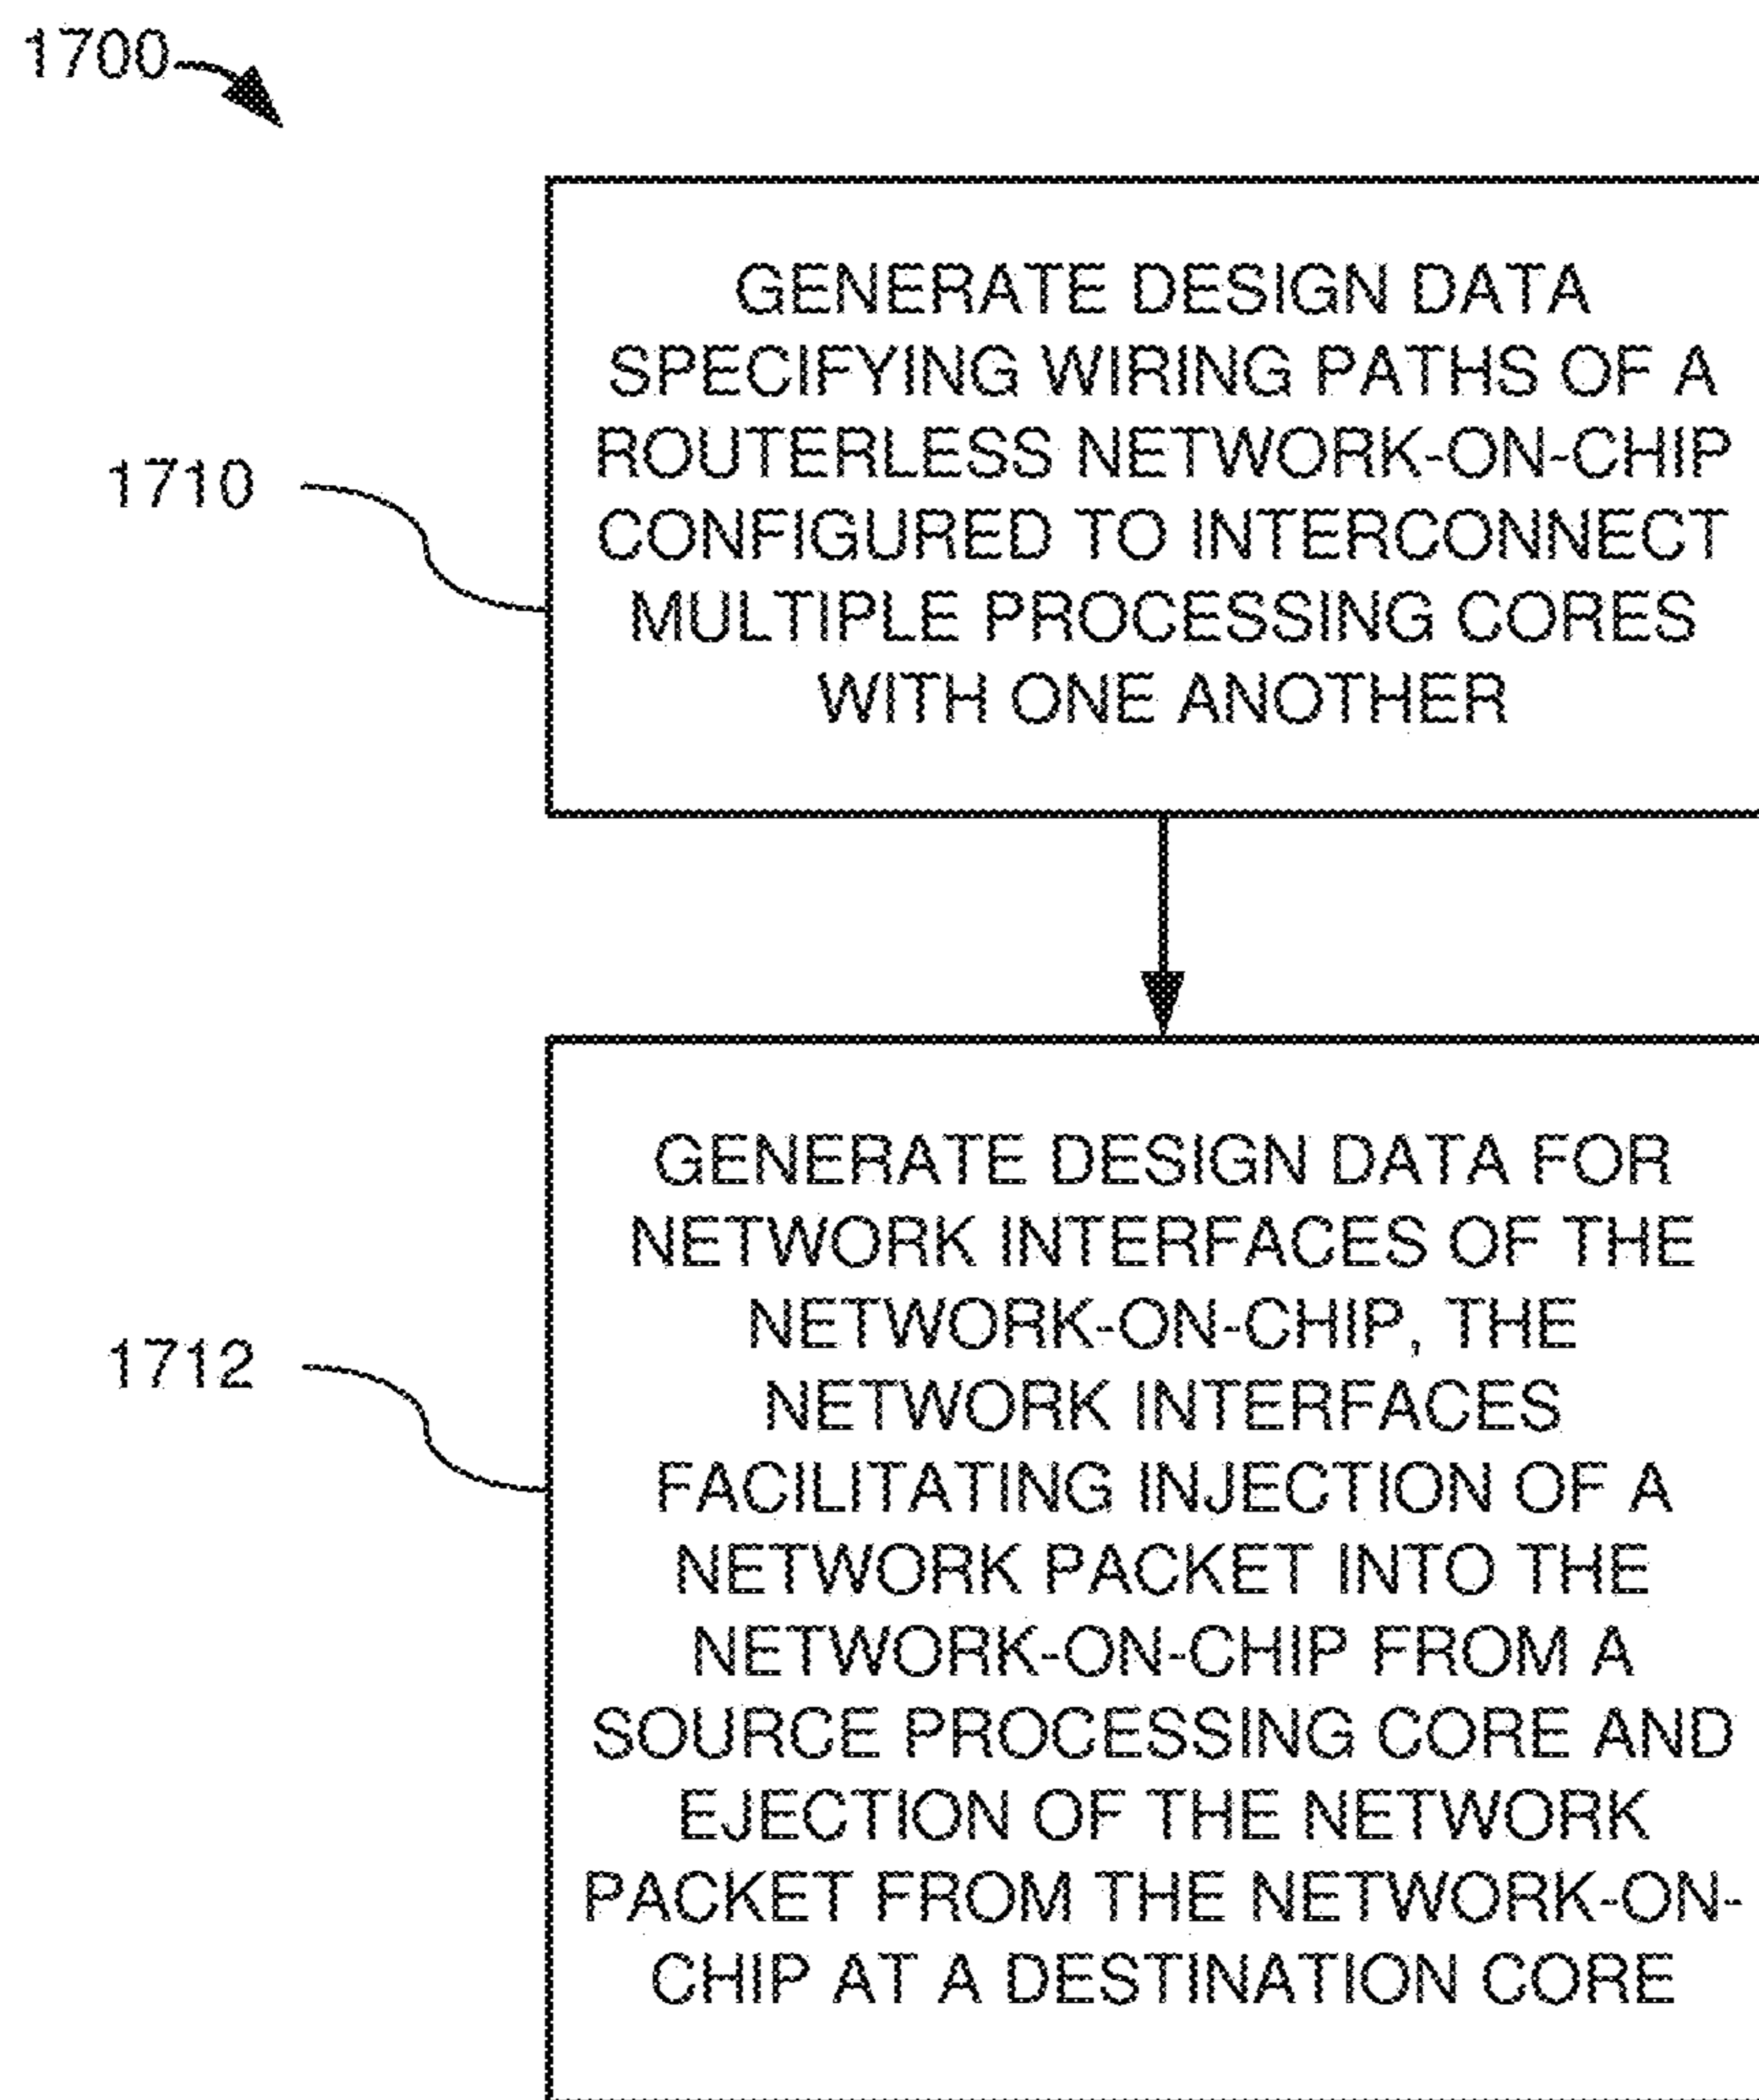 1700
GENERATE DESIGN DATA
SPECIFYING WIRING PATHS OF A
ROUTERLESS NETWORK-ON-CHIP
1710
CONFIGURED TO INTERCONNECT
MULTIPLE PROCESSING CORES
WITH ONE ANOTHER
GENERATE DESIGN DATA FOR
NETWORK INTERFACES OF THE
NETWORK-ON-CHIP, THE
1712
NETWORK INTERFACES
FACILITATING INJECTION OF A
NETWORK PACKET INTO THE
NETWORK-ON-CHIP FROM A
SOURCE PROCESSING CORE AND
EJECTION OF THE NETWORK
PACKET FROM THE NETWORK-ON-
CHIP AT A DESTINATION CORE